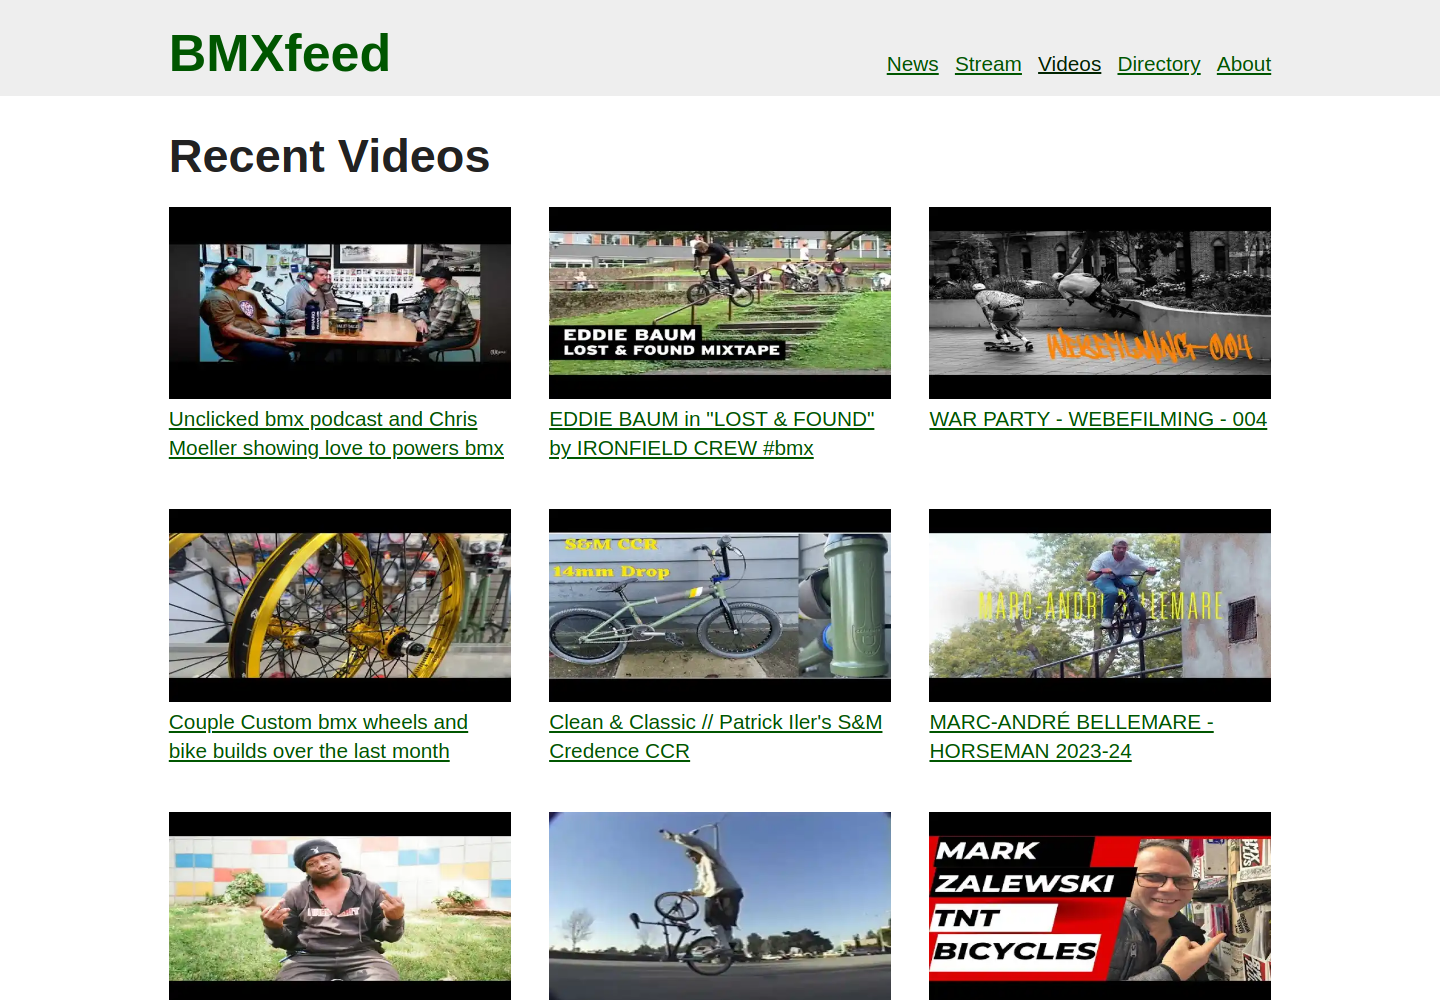 BMXfeed
News Stream Videos Directory About
Recent Videos
EDDIE BAUM
LOST & FOUND MIXTAPE
WEBEFILMING-004
Unclicked bmx podcast and Chris
Moeller showing love to powers bmx
EDDIE BAUM in "LOST & FOUND"
by IRONFIELD CREW #bmx
WAR PARTY - WEBEFILMING - 004
S&M CCR
14mm Drop
Couple Custom bmx wheels and
bike builds over the last month
Clean & Classic // Patrick Iler's S&M
Credence CCR
MARC-ANDRÉ BELLEMARE -
HORSEMAN 2023-24
MARK
ZALEWSKI
TNT
BICYCLES